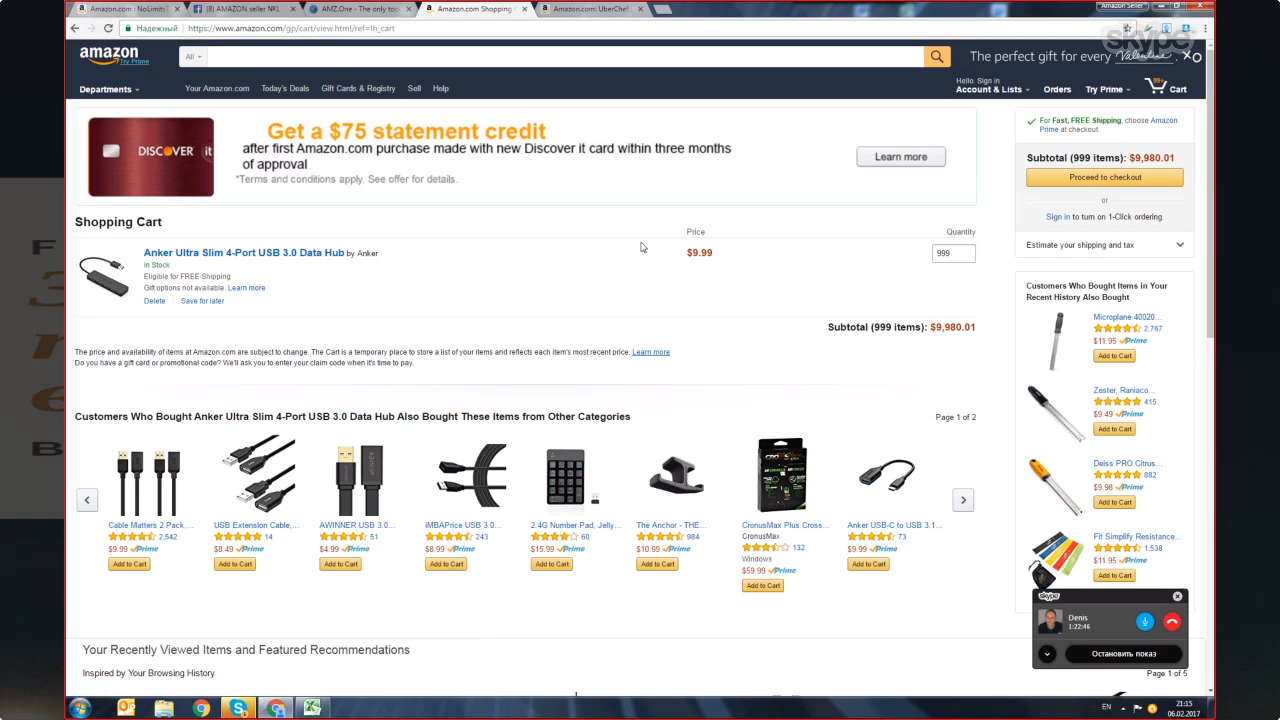 Amazon.com : NoLimits
(8) AMAZON seller №1
AMZ.One - The only too
Amazon.com Shopping C
Amazon.com: UberChef
Amazon Seller
Надежный
https://www.amazon.com/gp/cart/view.html/ref=lh_cart
skype
amazon
Try Prime
All
The perfect gift for every Valentine.
Departments
Your Amazon.com
Today's Deals
Gift Cards & Registry
Sell
Help
Hello. Sign in
Account & Lists
Orders
Try Prime
99+
Cart
DISCOVER it
Get a $75 statement credit
after first Amazon.com purchase made with new Discover it card within three months
of approval
*Terms and conditions apply. See offer for details.
Learn more
For Fast, FREE Shipping, choose Amazon
Prime at checkout.
Subtotal (999 items): $9,980.01
Proceed to checkout
or
Sign in to turn on 1-Click ordering.
Estimate your shipping and tax
Shopping Cart
Price
Quantity
Anker Ultra Slim 4-Port USB 3.0 Data Hub by Anker
$9.99
999
In Stock
Eligible for FREE Shipping
Gift options not available. Learn more
Delete
Save for later
Subtotal (999 items): $9,980.01
The price and availability of items at Amazon.com are subject to change. The Cart is a temporary place to store a list of your items and reflects each item's most recent price. Learn more
Do you have a gift card or promotional code? We'll ask you to enter your claim code when it's time to pay.
Customers Who Bought Items in Your
Recent History Also Bought
Microplane 40020...
2,767
$11.95 Prime
Add to Cart
Zester, Raniaco...
415
$9.49 Prime
Add to Cart
Deiss PRO Citrus...
882
$9.98 Prime
Add to Cart
Fit Simplify Resistance...
1,538
$11.95 Prime
Add to Cart
Customers Who Bought Anker Ultra Slim 4-Port USB 3.0 Data Hub Also Bought These Items from Other Categories
Page 1 of 2
Cable Matters 2 Pack,...
2,542
$9.99 Prime
Add to Cart
USB Extension Cable,...
14
$8.49 Prime
Add to Cart
AWINNER USB 3.0...
51
$4.99 Prime
Add to Cart
iMBAPrice USB 3.0...
243
$8.99 Prime
Add to Cart
2.4G Number Pad, Jelly...
60
$15.99 Prime
Add to Cart
The Anchor - THE...
984
$10.99 Prime
Add to Cart
CronusMax Plus Cross...
CronusMax
132
Windows
$59.99 Prime
Add to Cart
Anker USB-C to USB 3.1...
73
$9.99 Prime
Add to Cart
Your Recently Viewed Items and Featured Recommendations
Inspired by Your Browsing History
Page 1 of 5
skype
Denis
1:22:46
Остановить показ
EN
21:15
06.02.2017